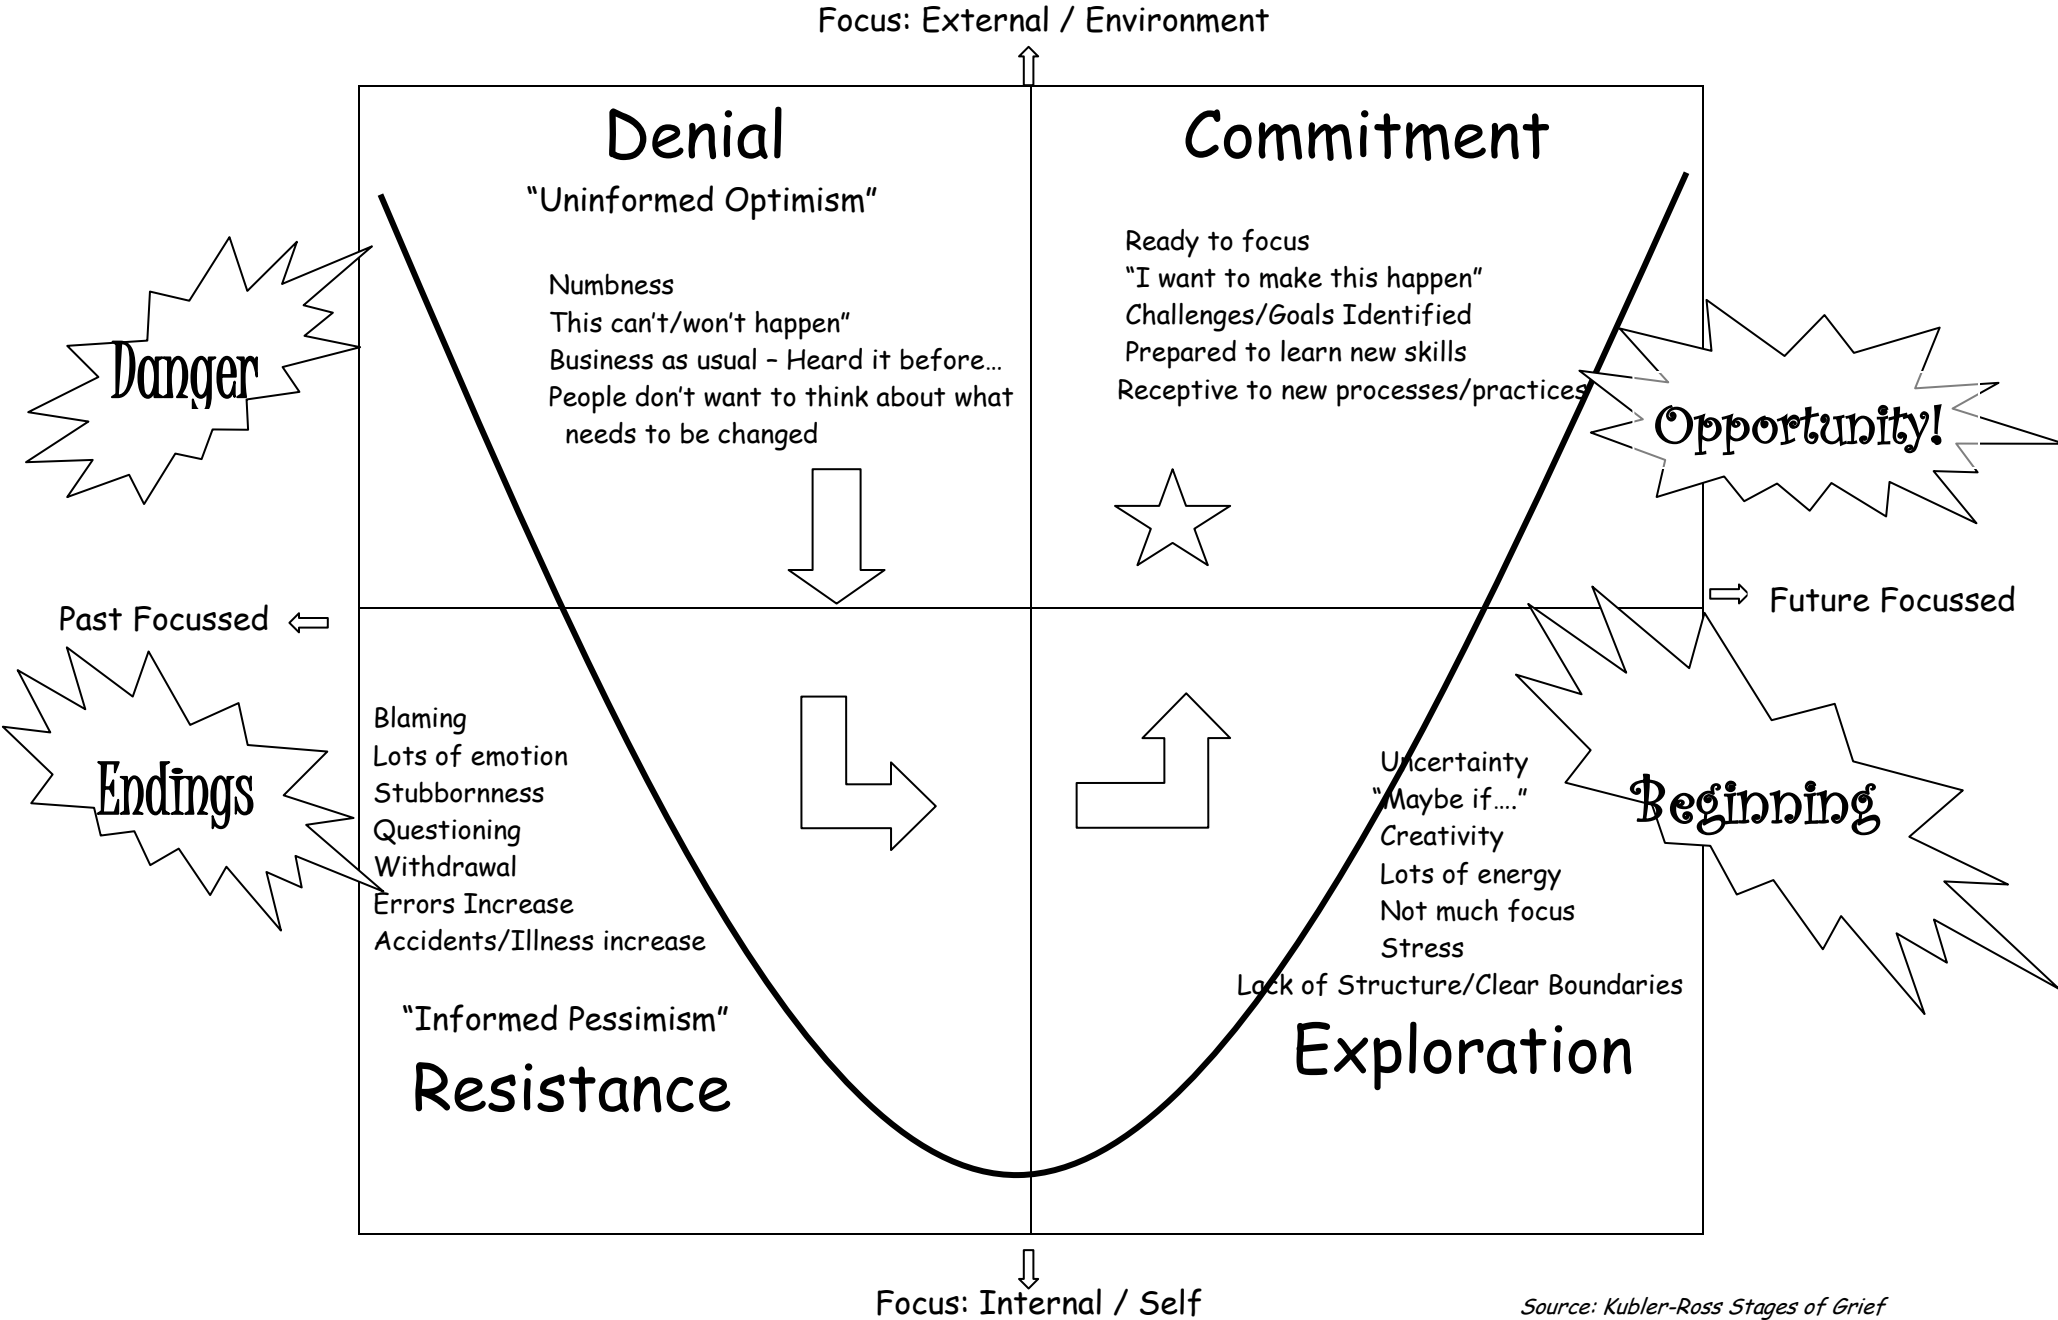 Focus: External / Environment
Denial
“Uninformed Optimism”
Numbness
This can’t/won’t happen”
Business as usual – Heard it before…
People don’t want to think about what
needs to be changed
Commitment
Ready to focus
“I want to make this happen”
Challenges/Goals Identified
Prepared to learn new skills
Receptive to new processes/practices
Danger
Opportunity!
Past Focussed
Future Focussed
Endings
Blaming
Lots of emotion
Stubbornness
Questioning
Withdrawal
Errors Increase
Accidents/Illness increase
“Informed Pessimism”
Resistance
Uncertainty
“Maybe if….”
Creativity
Lots of energy
Not much focus
Stress
Lack of Structure/Clear Boundaries
Exploration
Beginning
Focus: Internal / Self
Source: Kubler-Ross Stages of Grief